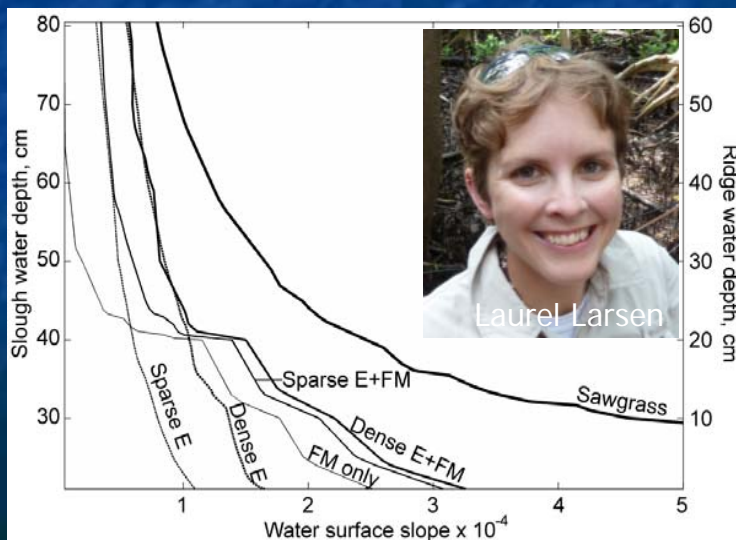 80
70
60
50
40
30
Slough water depth, cm
60
50
40
30
20
10
Ridge water depth, cm
Laurel Larsen
Sparse E+FM
Sawgrass
Sparse E
Dense E
Dense E+FM
FM only
1
2
3
4
5
Water surface slope x 10⁻⁴